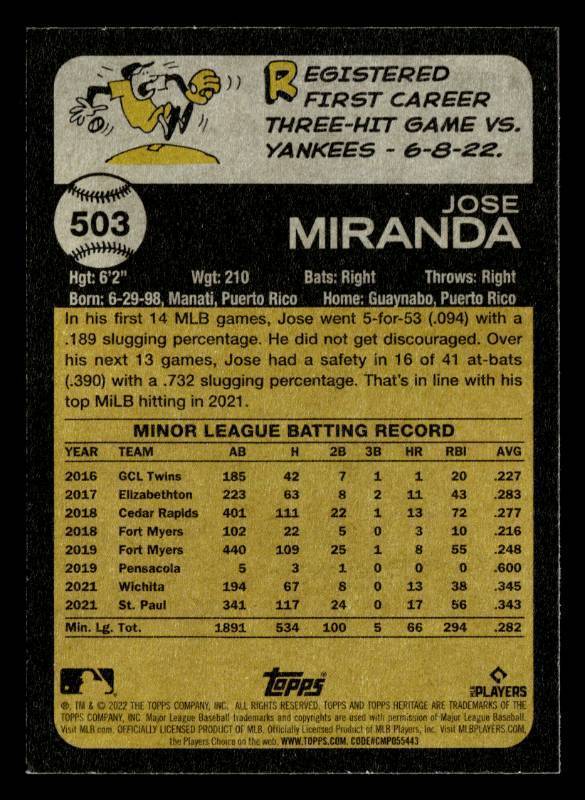 REGISTERED
FIRST CAREER
THREE-HIT GAME VS.
YANKEES - 6-8-22.
503
JOSE
MIRANDA
Hgt: 6'2" Wgt: 210 Bats: Right Throws: Right
Born: 6-29-98, Manati, Puerto Rico Home: Guaynabo, Puerto Rico
In his first 14 MLB games, Jose went 5-for-53 (.094) with a
.189 slugging percentage. He did not get discouraged. Over
his next 13 games, Jose had a safety in 16 of 41 at-bats
(.390) with a .732 slugging percentage. That's in line with his
top MiLB hitting in 2021.
MINOR LEAGUE BATTING RECORD
YEAR TEAM AB H 2B 3B HR RBI AVG
2016 GCL Twins 185 42 7 1 1 20 .227
2017 Elizabethton 223 63 8 2 11 43 .283
2018 Cedar Rapids 401 111 22 1 13 72 .277
2018 Fort Myers 102 22 5 0 3 10 .216
2019 Fort Myers 440 109 25 1 8 55 .248
2019 Pensacola 5 3 1 0 0 0 .600
2021 Wichita 194 67 8 0 13 38 .345
2021 St. Paul 341 117 24 0 17 56 .343
Min. Lg. Tot. 1891 534 100 5 66 294 .282
Topps
MLB PLAYERS
®, TM & © 2022 THE TOPPS COMPANY, INC. ALL RIGHTS RESERVED. TOPPS AND TOPPS HERITAGE ARE TRADEMARKS OF THE
TOPPS COMPANY, INC. Major League Baseball trademarks and copyrights are used with permission of Major League Baseball.
Visit MLB.com. OFFICIALLY LICENSED PRODUCT OF MLB. Officially Licensed Product of MLB Players, Inc. Visit MLBPLAYERS.COM,
the Players Choice on the web. WWW.TOPPS.COM. CODE#CMP055443